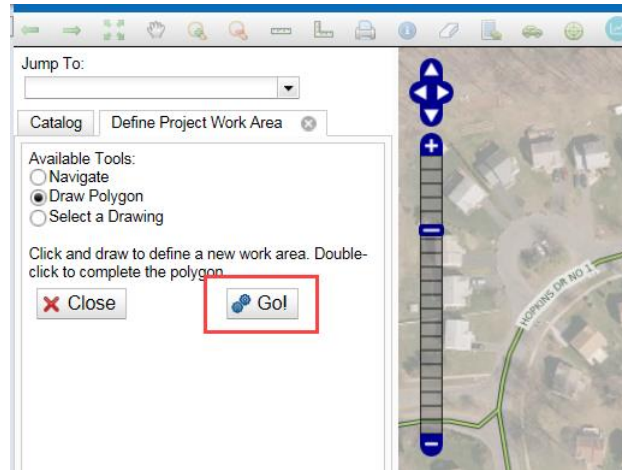 Jump To:
Catalog
Define Project Work Area
Available Tools:
Navigate
Draw Polygon
Select a Drawing
Click and draw to define a new work area. Double-
click to complete the polygon.
Close
Go!
HOPKINS DR NO 1